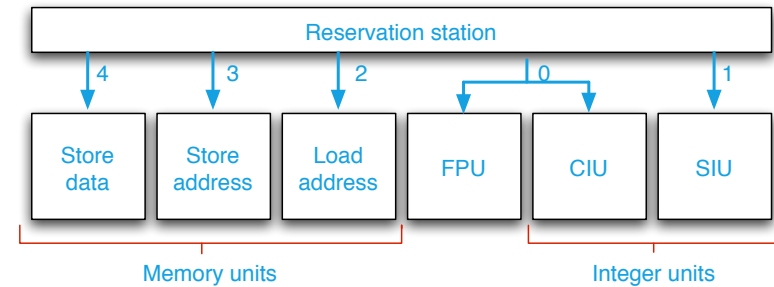 Reservation station
4
3
2
0
1
Store
data
Store
address
Load
address
FPU
CIU
SIU
Memory units
Integer units